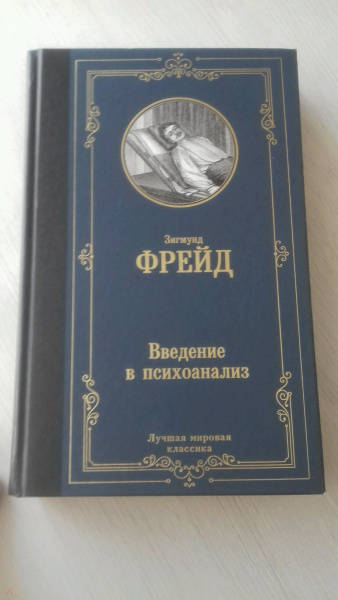 Зигмунд
ФРЕЙД
Введение
в психоанализ
Лучшая мировая
классика